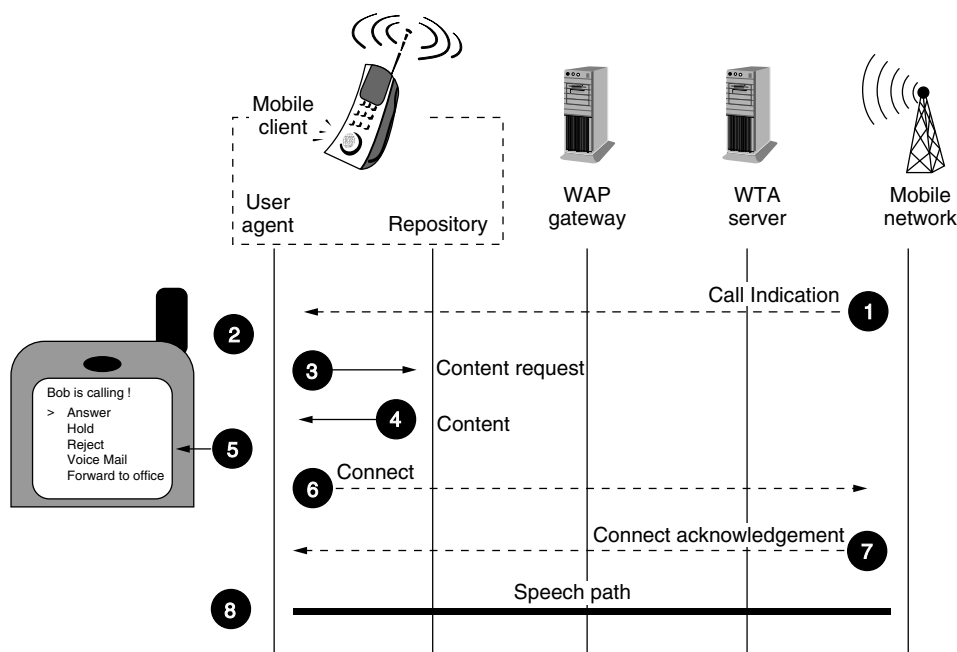 Mobile
client
User
agent
Repository
WAP
gateway
WTA
server
Mobile
network
Call Indication
1
2
3
Content request
4
Content
Bob is calling !
> Answer
Hold
Reject
Voice Mail
Forward to office
5
Connect
6
Connect acknowledgement
7
Speech path
8